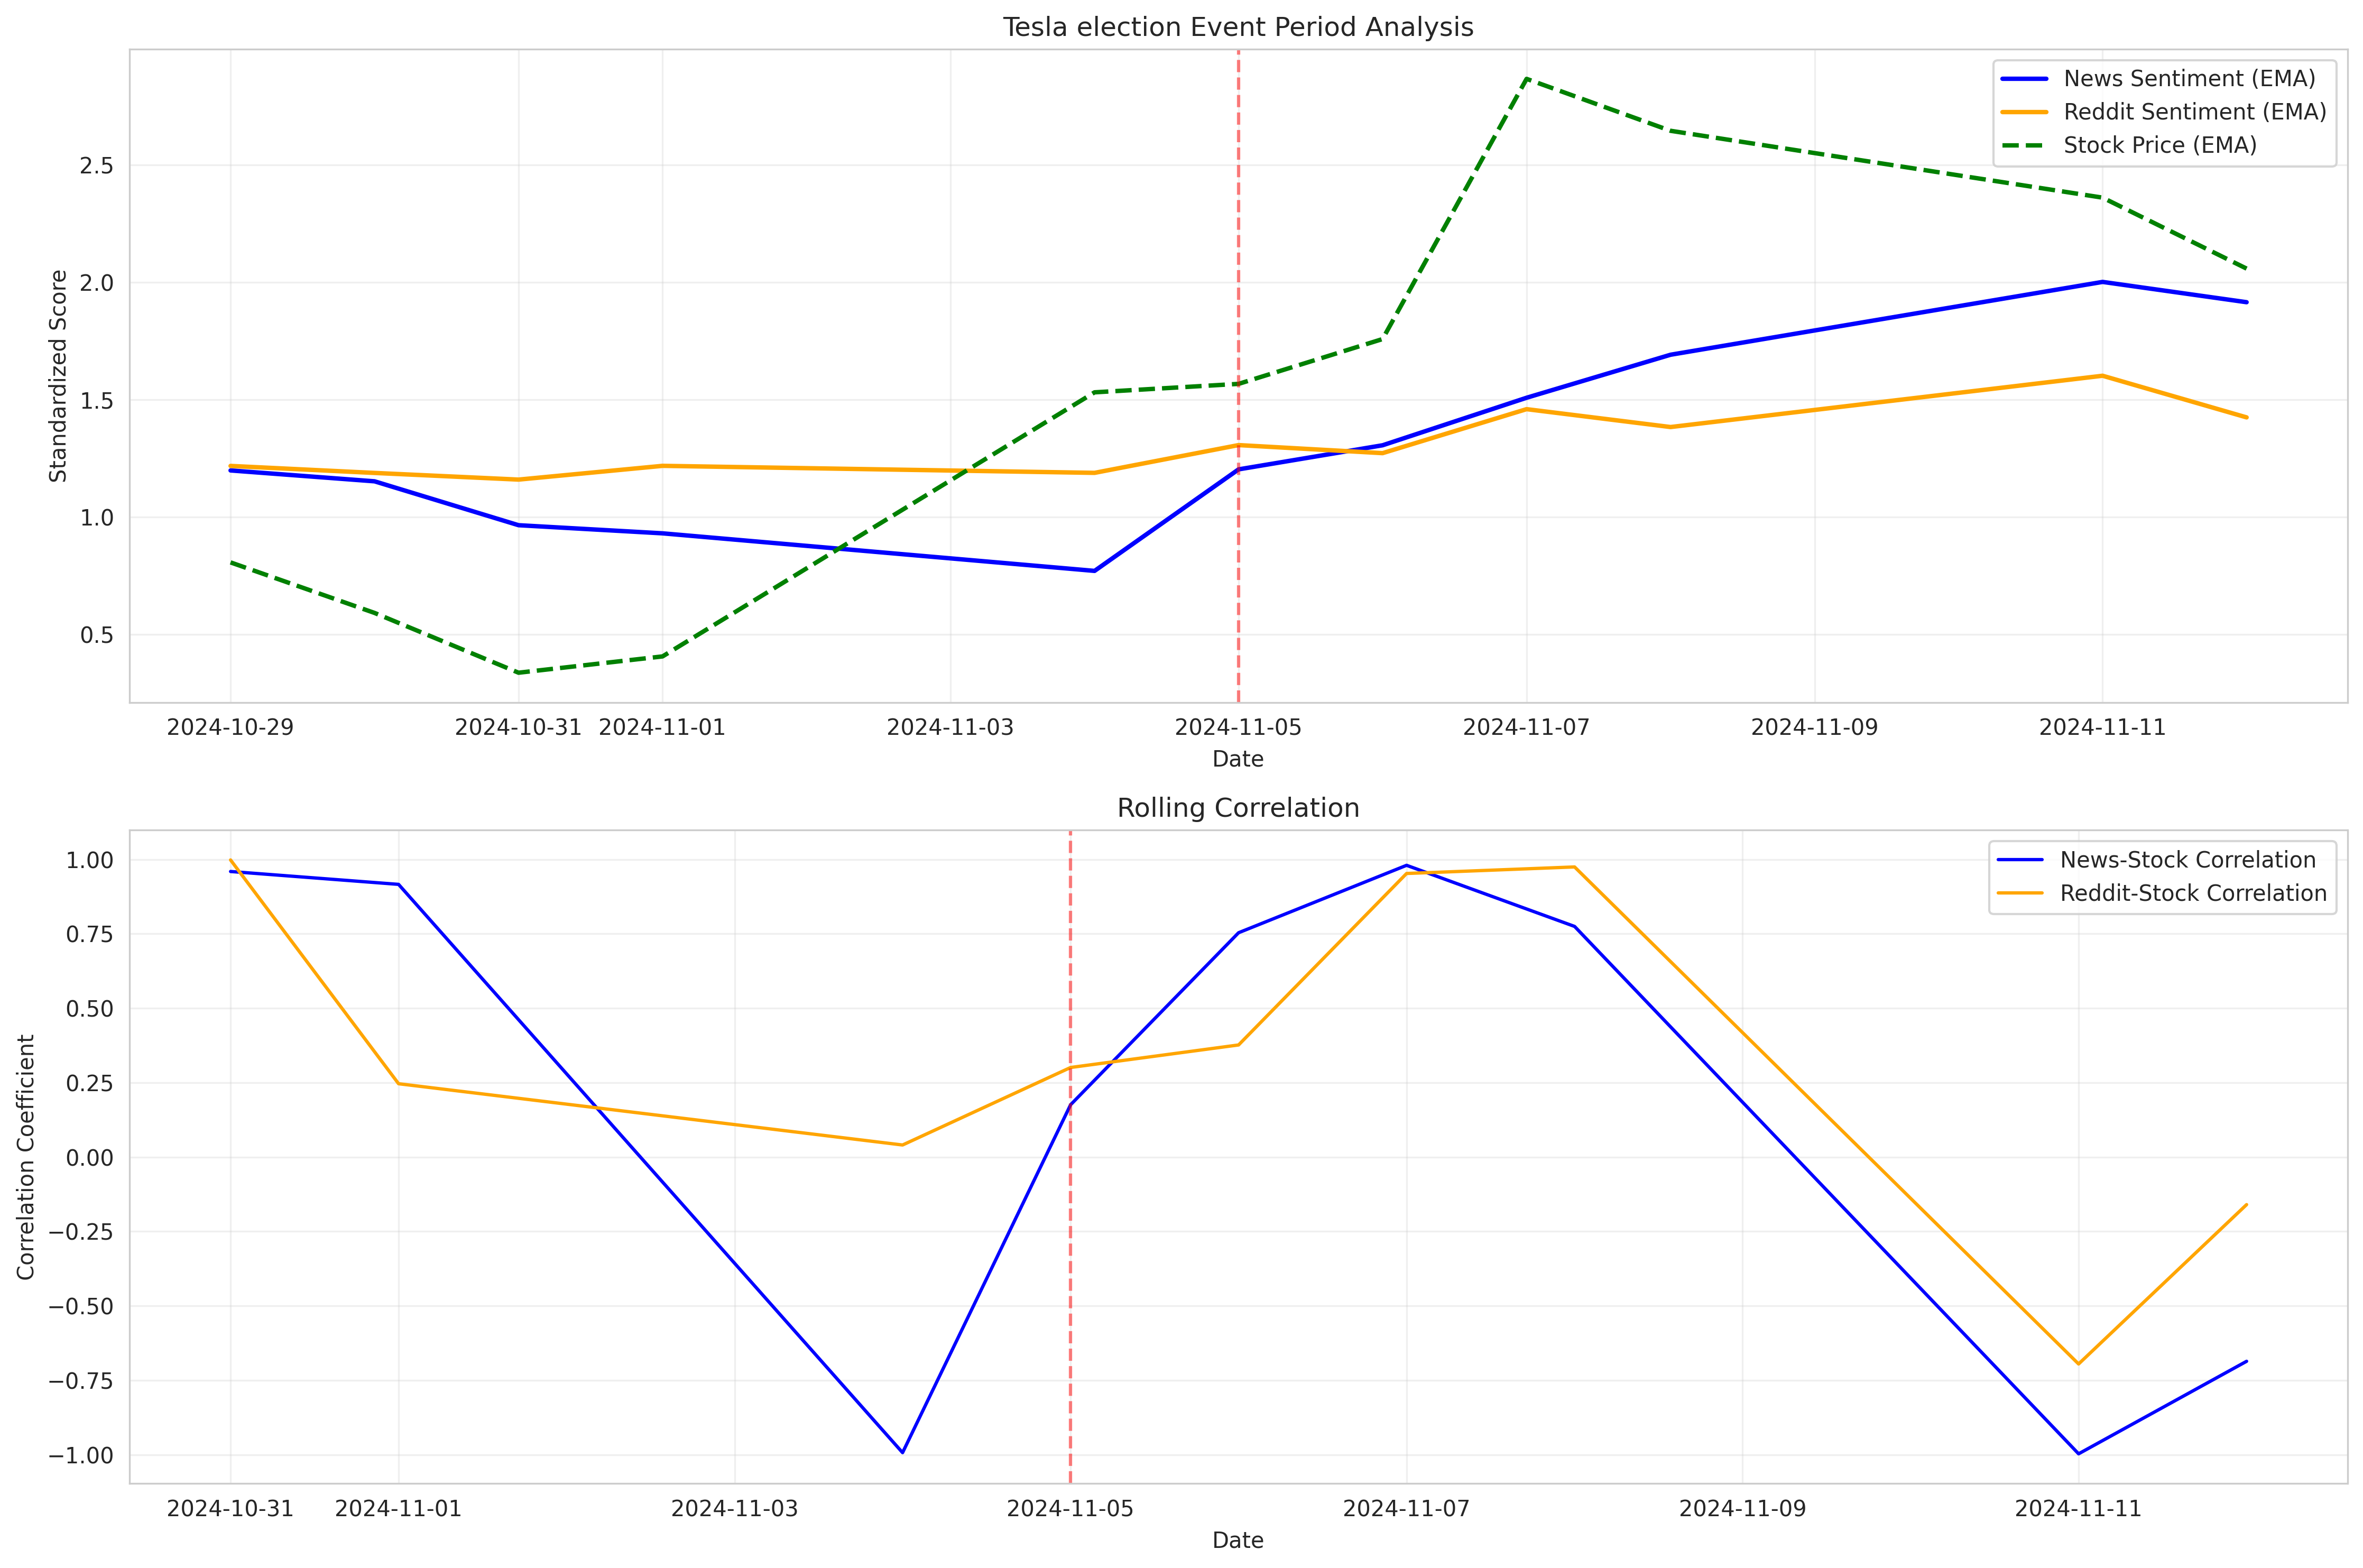 Tesla election Event Period Analysis
News Sentiment (EMA)
Reddit Sentiment (EMA)
Stock Price (EMA)
Standardized Score
2.5
2.0
1.5
1.0
0.5
2024-10-29 2024-10-31 2024-11-01 2024-11-03 2024-11-05 2024-11-07 2024-11-09 2024-11-11
Date
Rolling Correlation
News-Stock Correlation
Reddit-Stock Correlation
Correlation Coefficient
1.00
0.75
0.50
0.25
0.00
−0.25
−0.50
−0.75
−1.00
2024-10-31 2024-11-01 2024-11-03 2024-11-05 2024-11-07 2024-11-09 2024-11-11
Date